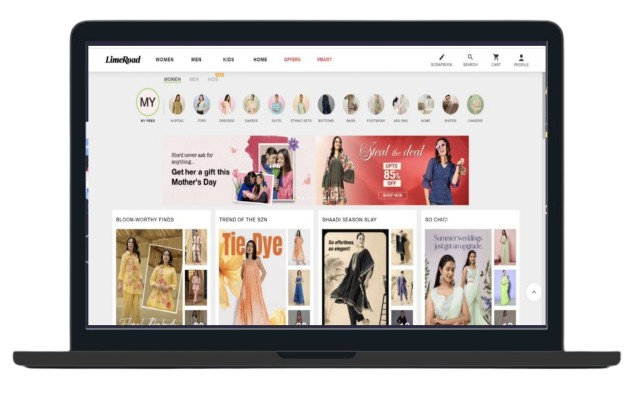 LimeRoad WOMEN MEN KIDS HOME OFFERS SMART SCRAPBOOK SEARCH CART PROFILE
WOMEN MEN KIDS
MY
MY FEED KURTAS TOPS DRESSES SAREES SUITS ETHNIC SETS BOTTOMS BAGS FOOTWEAR HOME WINTER
She'd never ask for
anything...
Get her a gift this
Mother's Day
Steal the deal
UPTO
85%
OFF
SHOP NOW
BLOOM-WORTHY FINDS
TREND OF THE SZN
SHAADI SEASON SLAY
SO CHIC!
Tie Dye
So effortless,
so elegant!
Summer weddings
just got an upgrade.